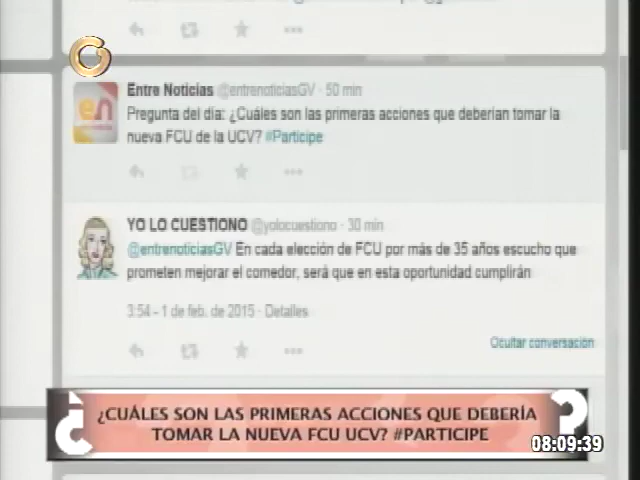 en
Entre Noticias @entrenoticiasGV · 50 min
Pregunta del día: ¿Cuáles son las primeras acciones que deberían tomar la
nueva FCU de la UCV? #Participe
YO LO CUESTIONO @yolocuestiono · 30 min
@entrenoticiasGV En cada elección de FCU por más de 35 años escucho que
prometen mejorar el comedor, será que en esta oportunidad cumplirán
3:54 - 1 de feb. de 2015 · Detalles
Ocultar conversación
¿CUÁLES SON LAS PRIMERAS ACCIONES QUE DEBERÍA
TOMAR LA NUEVA FCU UCV? #PARTICIPE
08:09:39